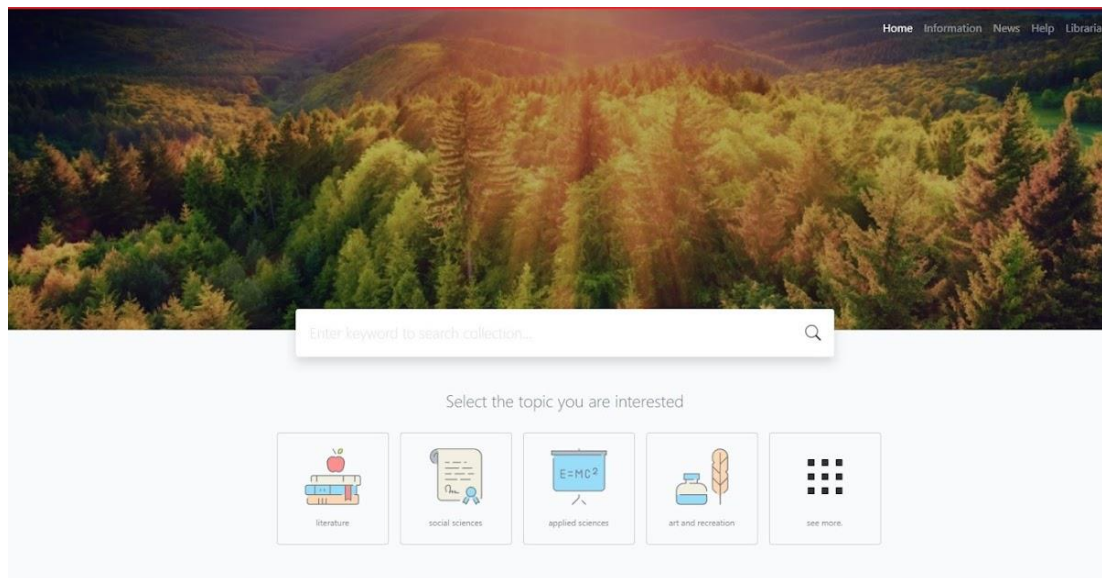 Home Information News Help
Enter keyword to search collection...
Select the topic you are interested
E=MC²
literature
social sciences
applied sciences
art and recreation
see more.